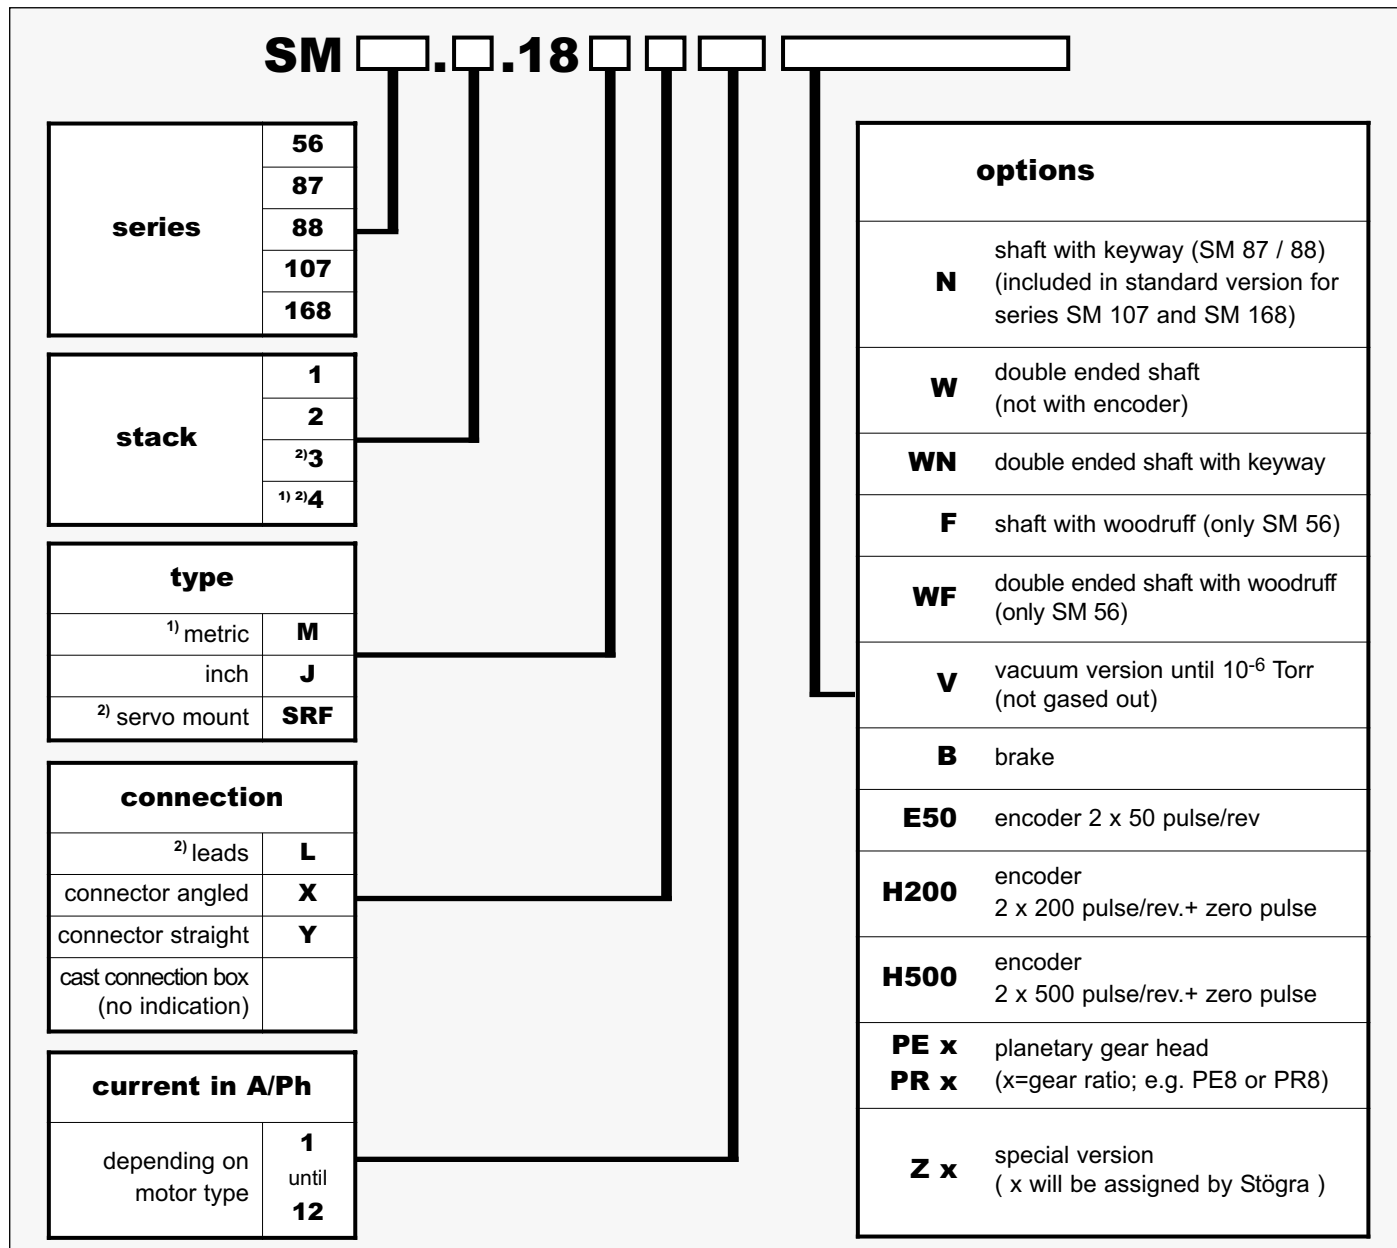 SM . .18
series
56
87
88
107
168
stack
1
2
²⁾3
¹⁾ ²⁾4
type
¹⁾ metric M
inch J
²⁾ servo mount SRF
connection
²⁾ leads L
connector angled X
connector straight Y
cast connection box
(no indication)
current in A/Ph
depending on
motor type
1
until
12
options
N
shaft with keyway (SM 87 / 88)
(included in standard version for
series SM 107 and SM 168)
W
double ended shaft
(not with encoder)
WN double ended shaft with keyway
F shaft with woodruff (only SM 56)
WF
double ended shaft with woodruff
(only SM 56)
V
vacuum version until 10⁻⁶ Torr
(not gased out)
B brake
E50 encoder 2 x 50 pulse/rev
H200
encoder
2 x 200 pulse/rev.+ zero pulse
H500
encoder
2 x 500 pulse/rev.+ zero pulse
PE x planetary gear head
PR x (x=gear ratio; e.g. PE8 or PR8)
Z x
special version
( x will be assigned by Stögra )